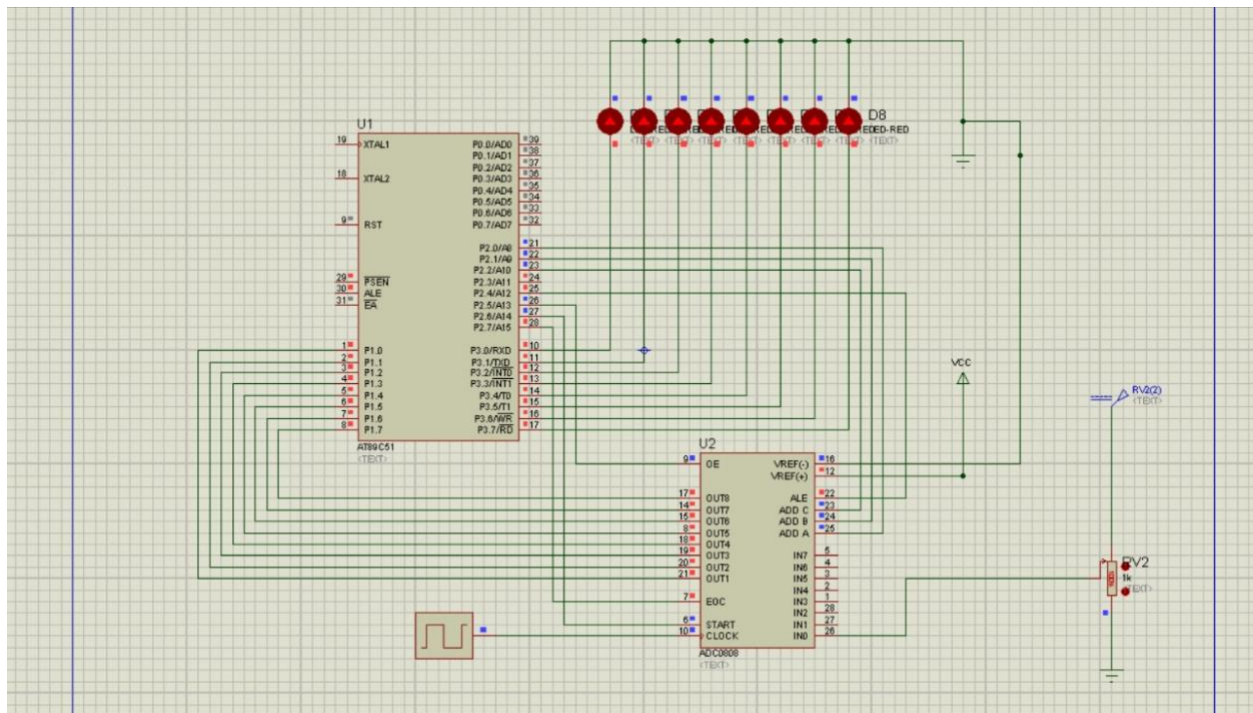 D8
LED-RED
<TEXT>
U1
19
XTAL1
18
XTAL2
9
RST
29
PSEN
30
ALE
31
EA
1
P1.0
2
P1.1
3
P1.2
4
P1.3
5
P1.4
6
P1.5
7
P1.6
8
P1.7
P0.0/AD0
39
P0.1/AD1
38
P0.2/AD2
37
P0.3/AD3
36
P0.4/AD4
35
P0.5/AD5
34
P0.6/AD6
33
P0.7/AD7
32
P2.0/A8
21
P2.1/A9
22
P2.2/A10
23
P2.3/A11
24
P2.4/A12
25
P2.5/A13
26
P2.6/A14
27
P2.7/A15
28
P3.0/RXD
10
P3.1/TXD
11
P3.2/INT0
12
P3.3/INT1
13
P3.4/T0
14
P3.5/T1
15
P3.6/WR
16
P3.7/RD
17
AT89C51
<TEXT>
VCC
RV2(2)
<TEXT>
U2
9
OE
17
OUT8
14
OUT7
15
OUT6
8
OUT5
18
OUT4
19
OUT3
20
OUT2
21
OUT1
7
EOC
6
START
10
CLOCK
VREF(-)
16
VREF(+)
12
ALE
22
ADD C
23
ADD B
24
ADD A
25
IN7
5
IN6
4
IN5
3
IN4
2
IN3
1
IN2
28
IN1
27
IN0
26
ADC0808
<TEXT>
RV2
1k
<TEXT>